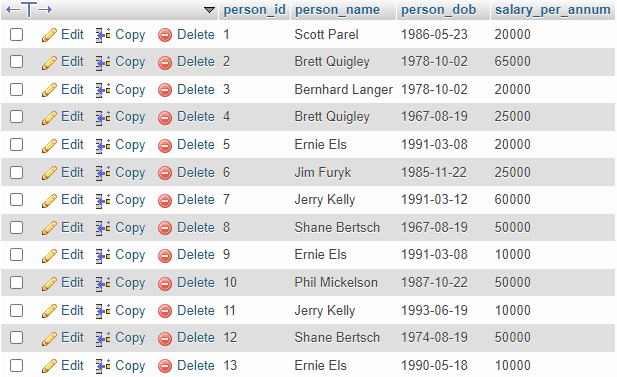 person_id person_name person_dob salary_per_annum
Edit Copy Delete 1 Scott Parel 1986-05-23 20000
Edit Copy Delete 2 Brett Quigley 1978-10-02 65000
Edit Copy Delete 3 Bernhard Langer 1978-10-02 20000
Edit Copy Delete 4 Brett Quigley 1967-08-19 25000
Edit Copy Delete 5 Ernie Els 1991-03-08 20000
Edit Copy Delete 6 Jim Furyk 1985-11-22 25000
Edit Copy Delete 7 Jerry Kelly 1991-03-12 60000
Edit Copy Delete 8 Shane Bertsch 1967-08-19 50000
Edit Copy Delete 9 Ernie Els 1991-03-08 10000
Edit Copy Delete 10 Phil Mickelson 1987-10-22 50000
Edit Copy Delete 11 Jerry Kelly 1993-06-19 10000
Edit Copy Delete 12 Shane Bertsch 1974-08-19 50000
Edit Copy Delete 13 Ernie Els 1990-05-18 10000